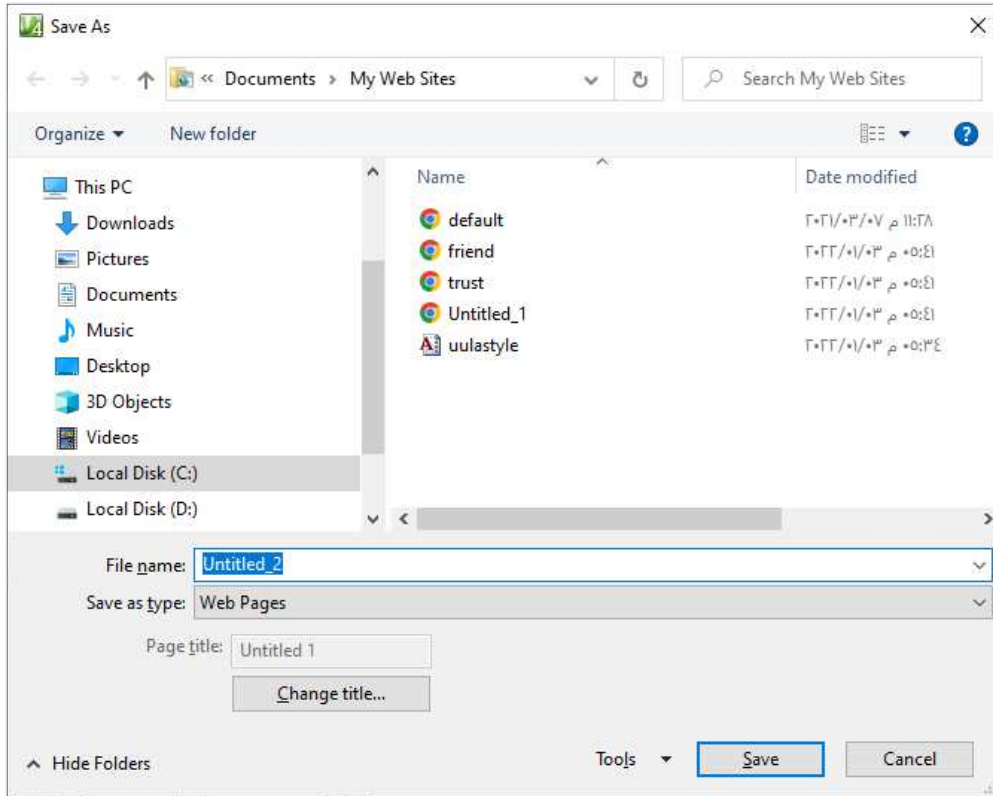 Save As
« Documents › My Web Sites
Search My Web Sites
Organize
New folder
This PC
Downloads
Pictures
Documents
Music
Desktop
3D Objects
Videos
Local Disk (C:)
Local Disk (D:)
Name Date modified
default ٢٠٢١/٠٣/٠٧ م ١١:٢٨
friend ٢٠٢٢/٠١/٠٣ م ٠٥:٤١
trust ٢٠٢٢/٠١/٠٣ م ٠٥:٤١
Untitled_1 ٢٠٢٢/٠١/٠٣ م ٠٥:٤١
uulastyle ٢٠٢٢/٠١/٠٣ م ٠٥:٣٤
File name: Untitled_2
Save as type: Web Pages
Page title: Untitled 1
Change title...
Hide Folders
Tools
Save
Cancel